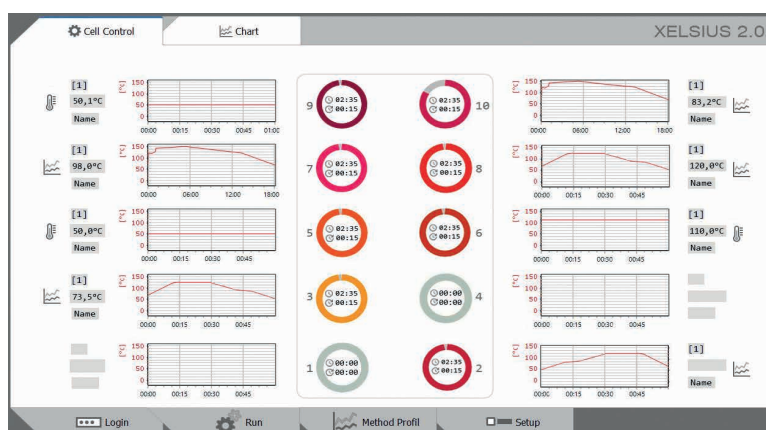 Cell Control
Chart
XELSIUS 2.0
[1]
50,1°C
Name
[°C]
150
100
50
0
00:00 00:15 00:30 00:45 01:00
9
02:35
00:15
02:35
00:15
10
[°C]
150
100
50
0
00:00 06:00 12:00 18:00
[1]
83,2°C
Name
[1]
98,0°C
Name
[°C]
150
100
50
0
00:00 06:00 12:00 18:00
7
02:35
00:15
02:35
00:15
8
[°C]
150
100
50
0
00:00 00:15 00:30 00:45
[1]
120,0°C
Name
[1]
50,0°C
Name
[°C]
150
100
50
0
00:00 00:15 00:30 00:45
5
02:35
00:15
02:35
00:15
6
[°C]
150
100
50
0
00:00 00:15 00:30 00:45
[1]
110,0°C
Name
[1]
73,5°C
Name
[°C]
150
100
50
0
00:00 00:15 00:30 00:45
3
02:35
00:15
00:00
00:00
4
[°C]
150
100
50
0
00:00 00:15 00:30 00:45
[°C]
150
100
50
0
00:00 00:15 00:30 00:45
1
00:00
00:00
02:35
00:15
2
[°C]
150
100
50
0
00:00 00:15 00:30 00:45
[1]
Name
Login
Run
Method Profil
Setup